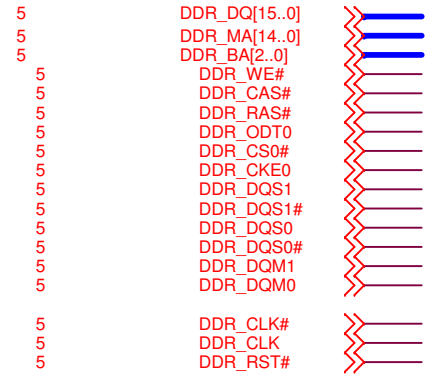 5 DDR_DQ[15..0]
5 DDR_MA[14..0]
5 DDR_BA[2..0]
5 DDR_WE#
5 DDR_CAS#
5 DDR_RAS#
5 DDR_ODT0
5 DDR_CS0#
5 DDR_CKE0
5 DDR_DQS1
5 DDR_DQS1#
5 DDR_DQS0
5 DDR_DQS0#
5 DDR_DQM1
5 DDR_DQM0
5 DDR_CLK#
5 DDR_CLK
5 DDR_RST#